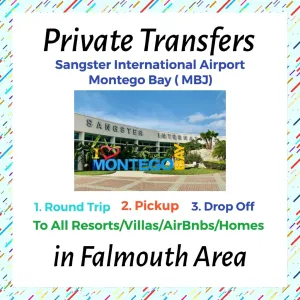 Private Transfers
Sangster International Airport
Montego Bay ( MBJ)
SANGSTER INTERNAT
I MONTEGO BAY
1. Round Trip 2. Pickup 3. Drop Off
To All Resorts/Villas/AirBnbs/Homes
in Falmouth Area